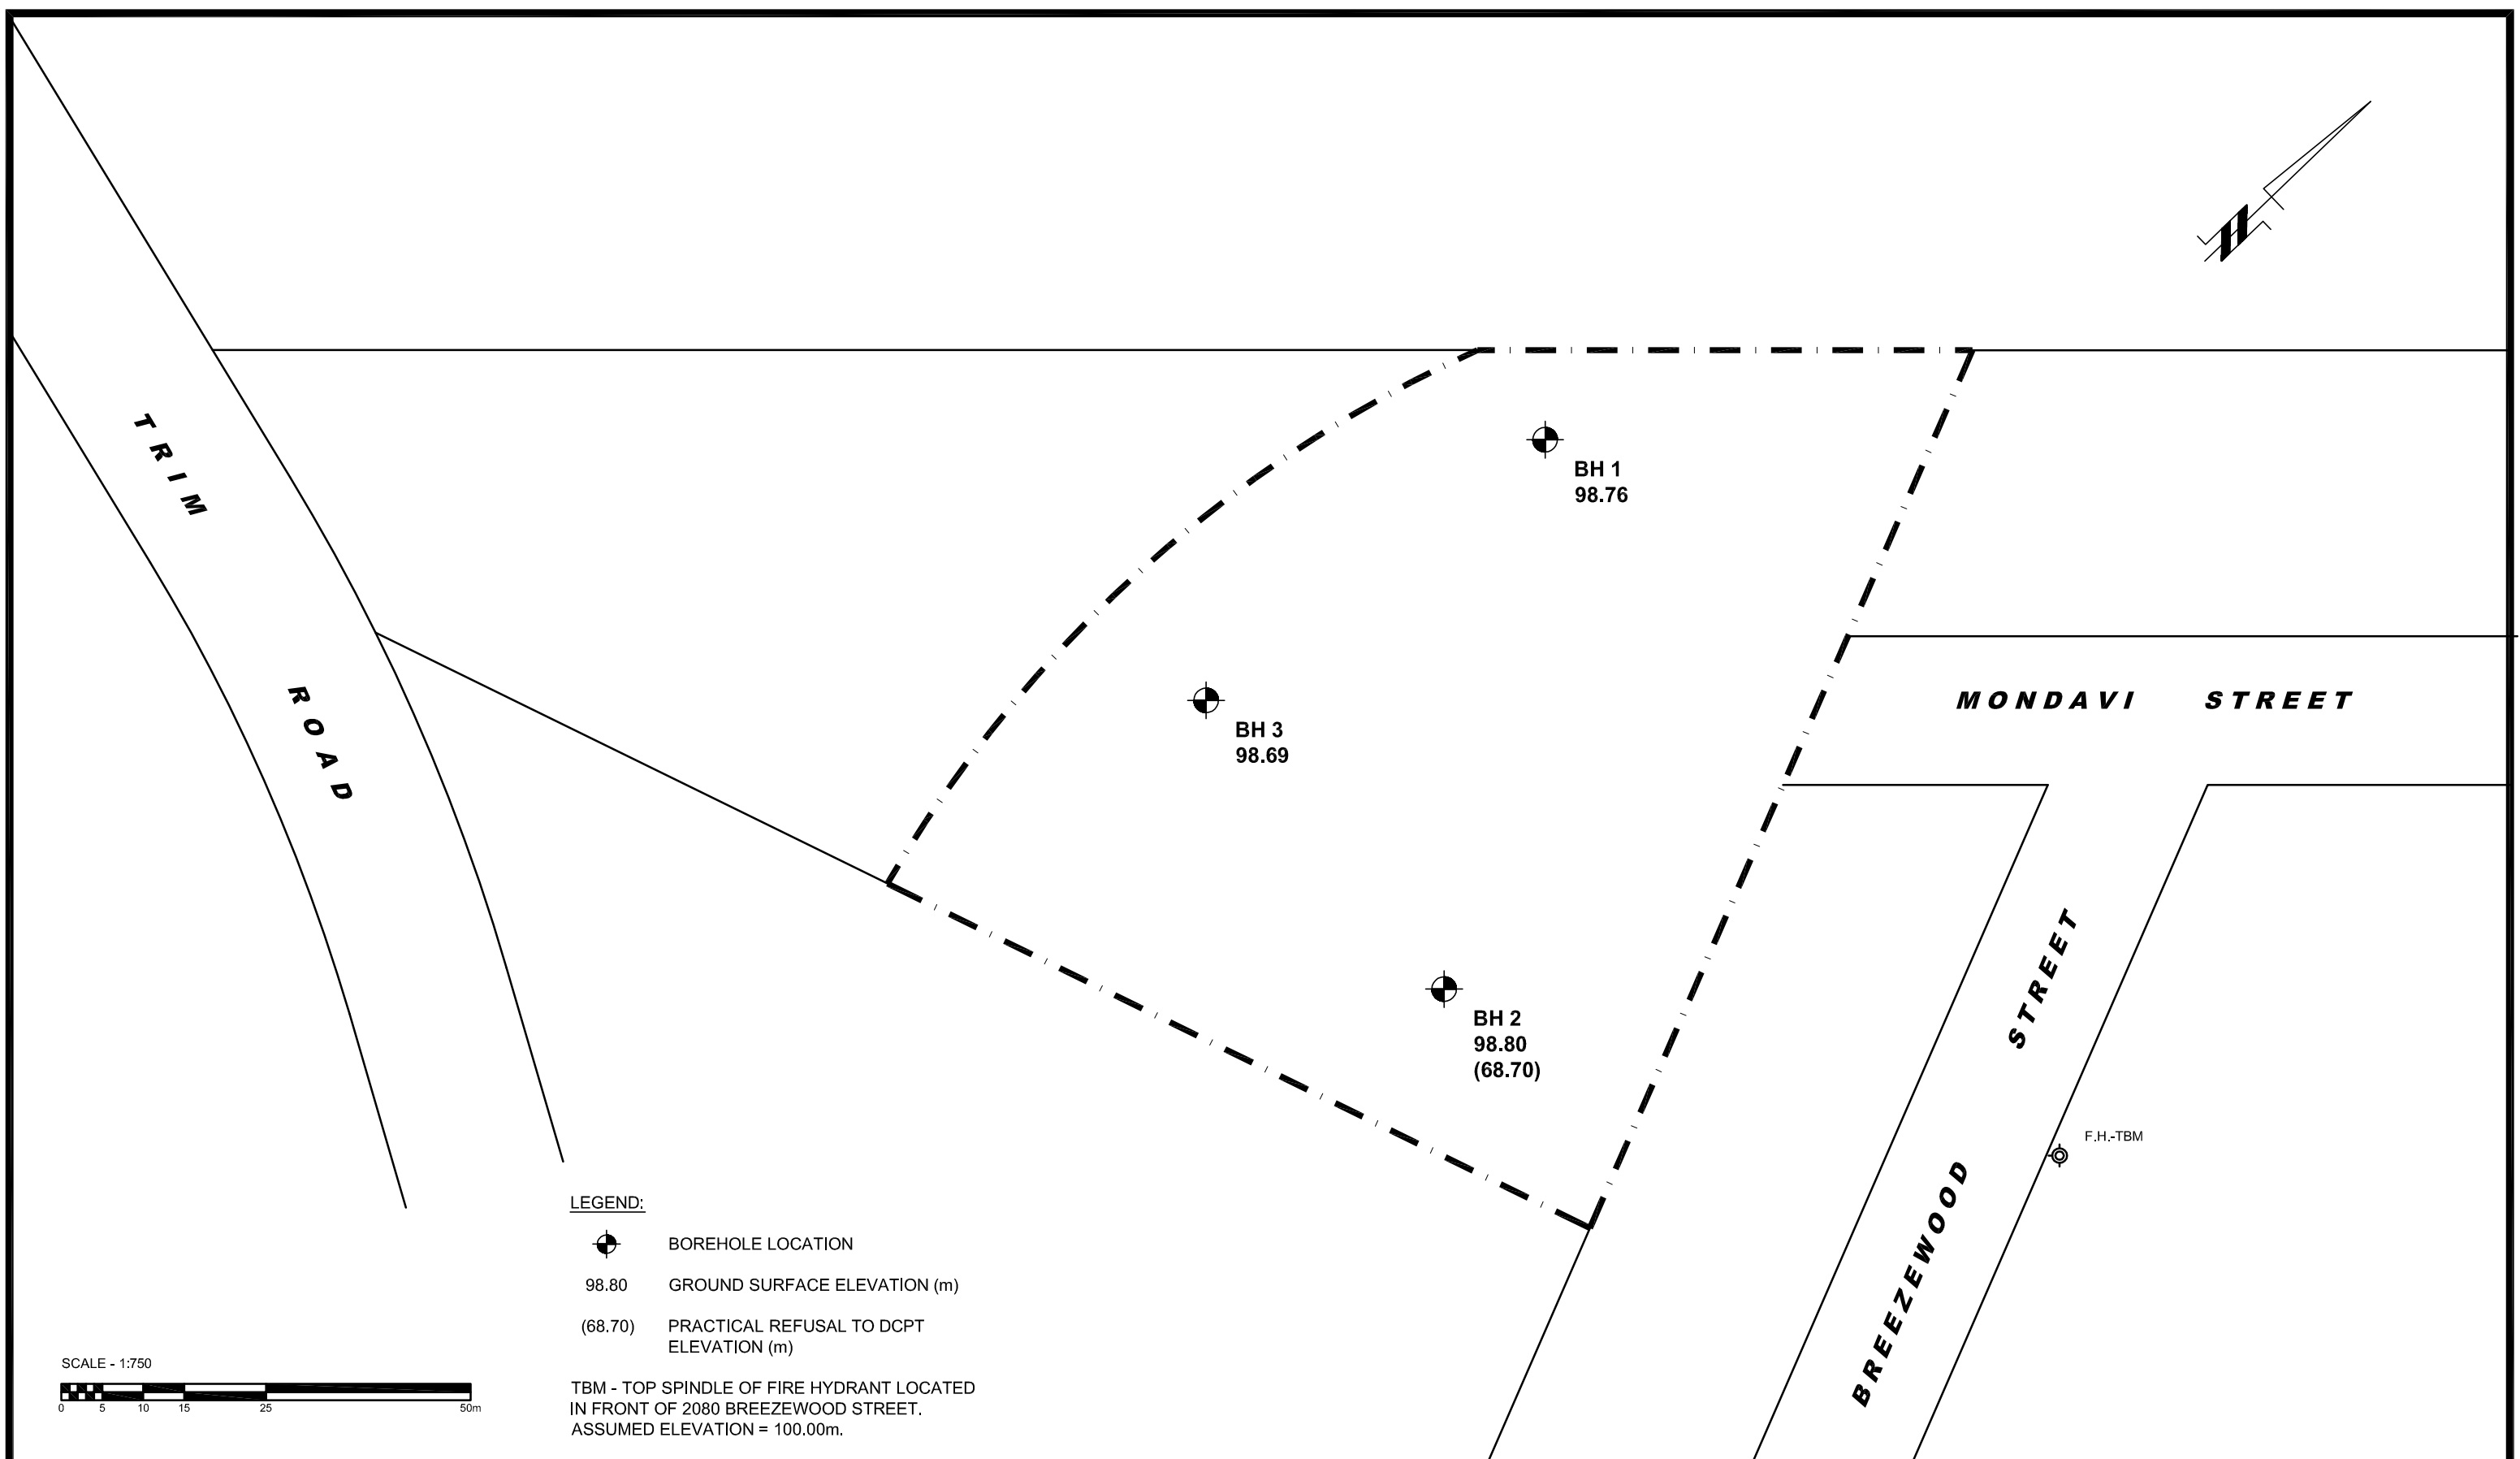 TRIM ROAD
BH 1
98.76
BH 3
98.69
MONDAVI STREET
BH 2
98.80
(68.70)
BREEZEWOOD STREET
F.H.-TBM
LEGEND:
BOREHOLE LOCATION
98.80 GROUND SURFACE ELEVATION (m)
(68.70) PRACTICAL REFUSAL TO DCPT
ELEVATION (m)
TBM - TOP SPINDLE OF FIRE HYDRANT LOCATED
IN FRONT OF 2080 BREEZEWOOD STREET.
ASSUMED ELEVATION = 100.00m.
SCALE - 1:750
0 5 10 15 25 50m